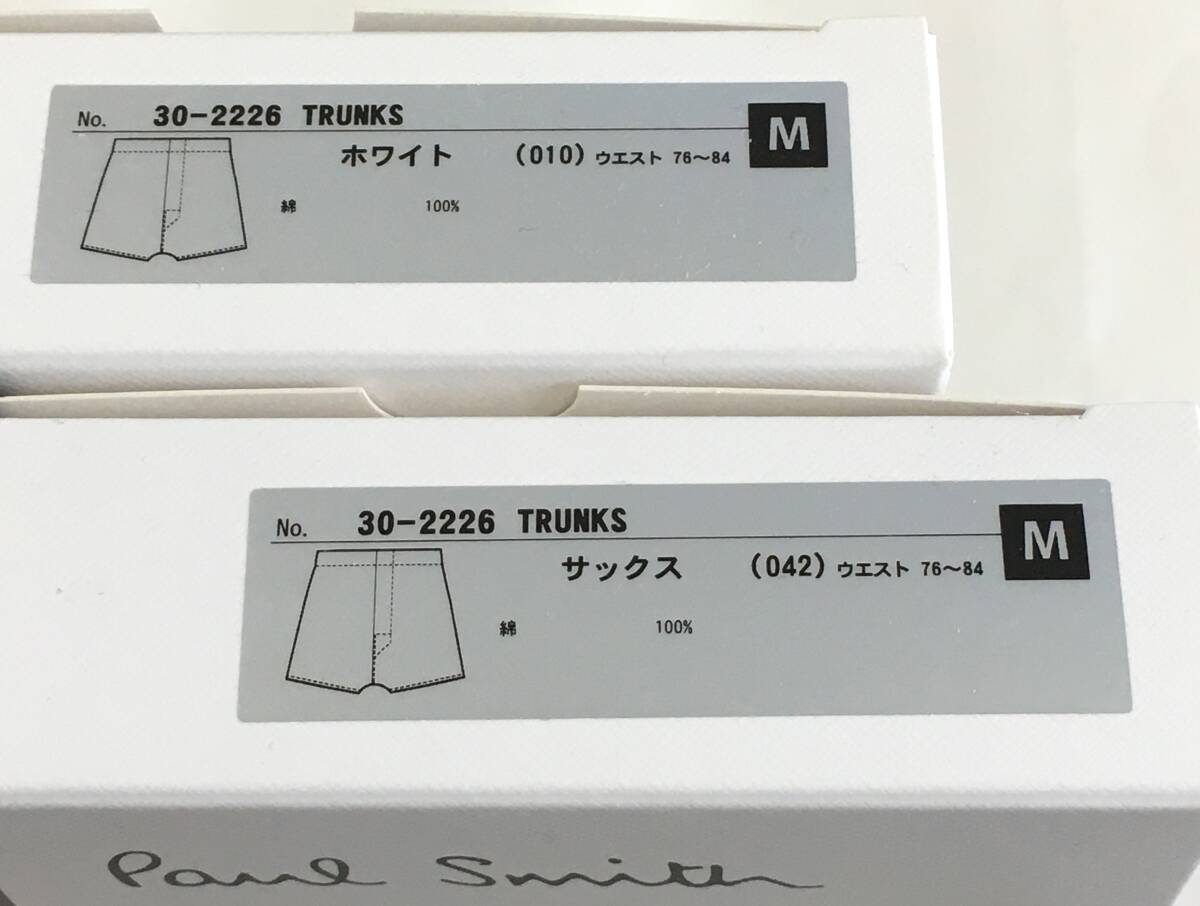 No. 30-2226 TRUNKS M
ホワイト (010) ウエスト 76～84
綿 100%
No. 30-2226 TRUNKS M
サックス (042) ウエスト 76～84
綿 100%
Paul Smith